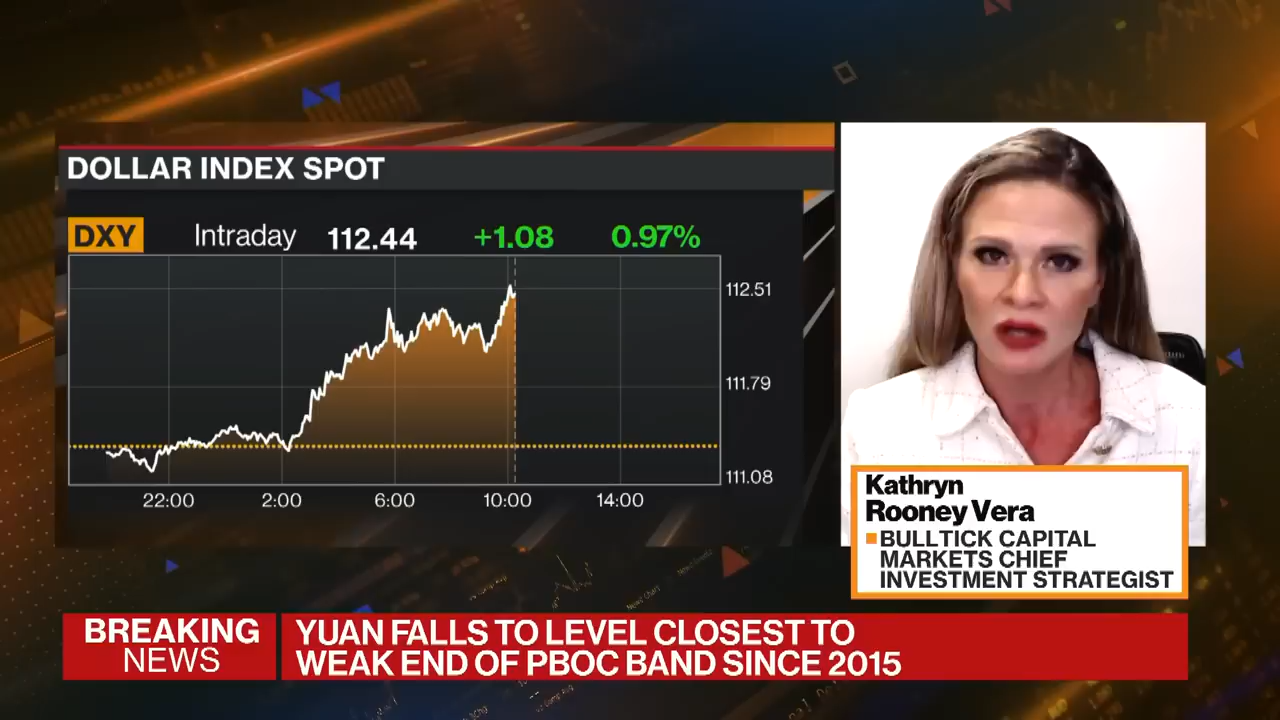 DOLLAR INDEX SPOT
DXY Intraday 112.44 +1.08 0.97%
112.51
111.79
111.08
22:00 2:00 6:00 10:00 14:00
Kathryn
Rooney Vera
BULLTICK CAPITAL
MARKETS CHIEF
INVESTMENT STRATEGIST
BREAKING
NEWS
YUAN FALLS TO LEVEL CLOSEST TO
WEAK END OF PBOC BAND SINCE 2015